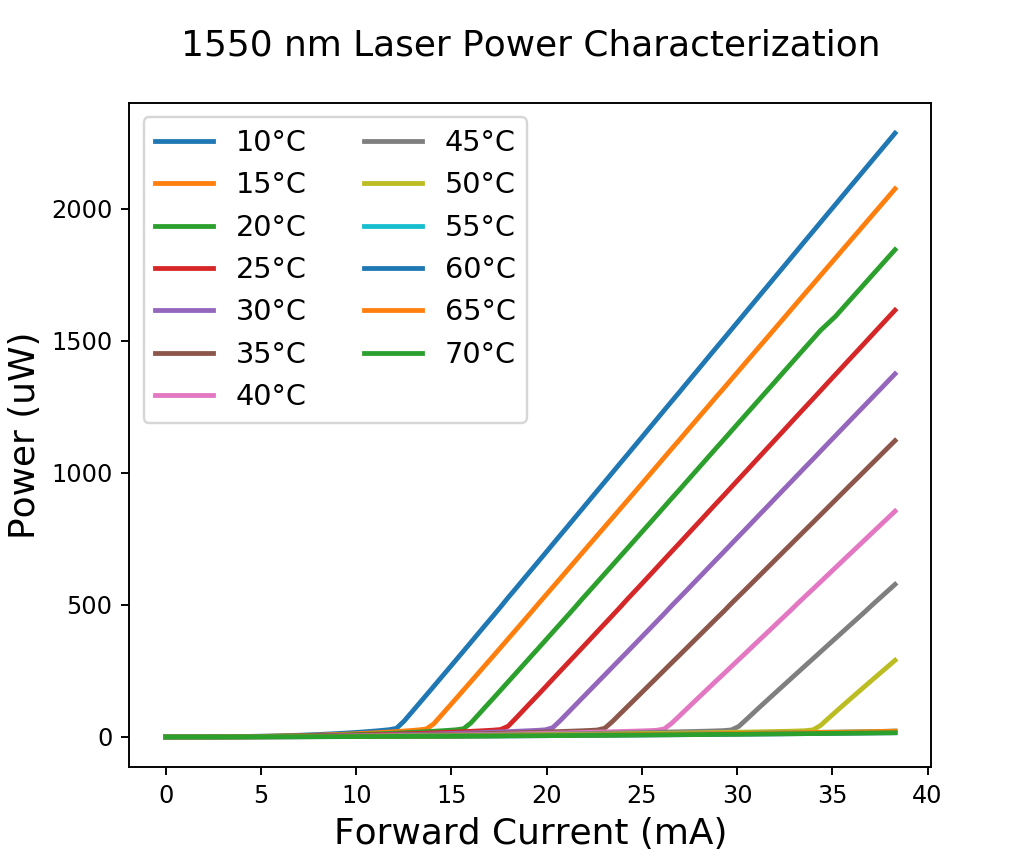 1550 nm Laser Power Characterization
10°C
15°C
20°C
25°C
30°C
35°C
40°C
45°C
50°C
55°C
60°C
65°C
70°C
Power (uW)
2000
1500
1000
500
0
0 5 10 15 20 25 30 35 40
Forward Current (mA)